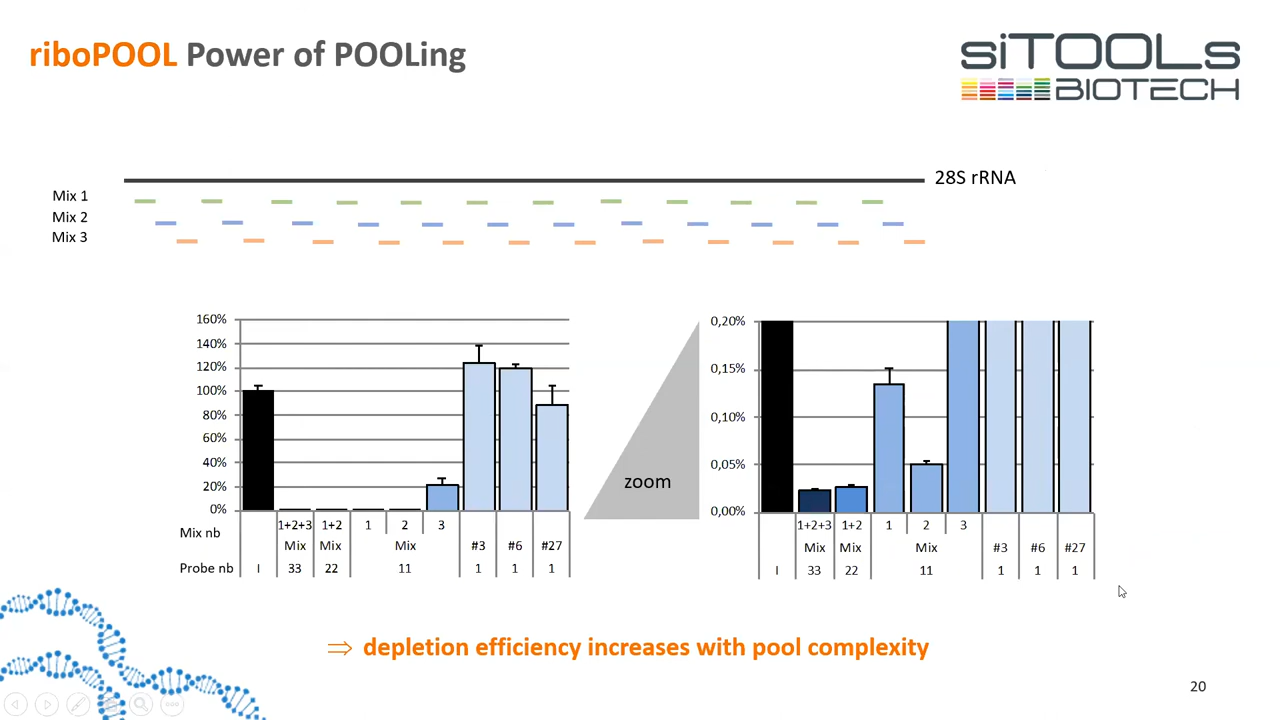 riboPOOL Power of POOLing
siTOOLs
BIOTECH
28S rRNA
Mix 1
Mix 2
Mix 3
160%
140%
120%
100%
80%
60%
40%
20%
0%
Mix nb
1+2+3 1+2 1 2 3
Mix Mix Mix #3 #6 #27
Probe nb I 33 22 11 1 1 1
zoom
0,20%
0,15%
0,10%
0,05%
0,00%
1+2+3 1+2 1 2 3
Mix Mix Mix #3 #6 #27
I 33 22 11 1 1 1
⇒ depletion efficiency increases with pool complexity
20